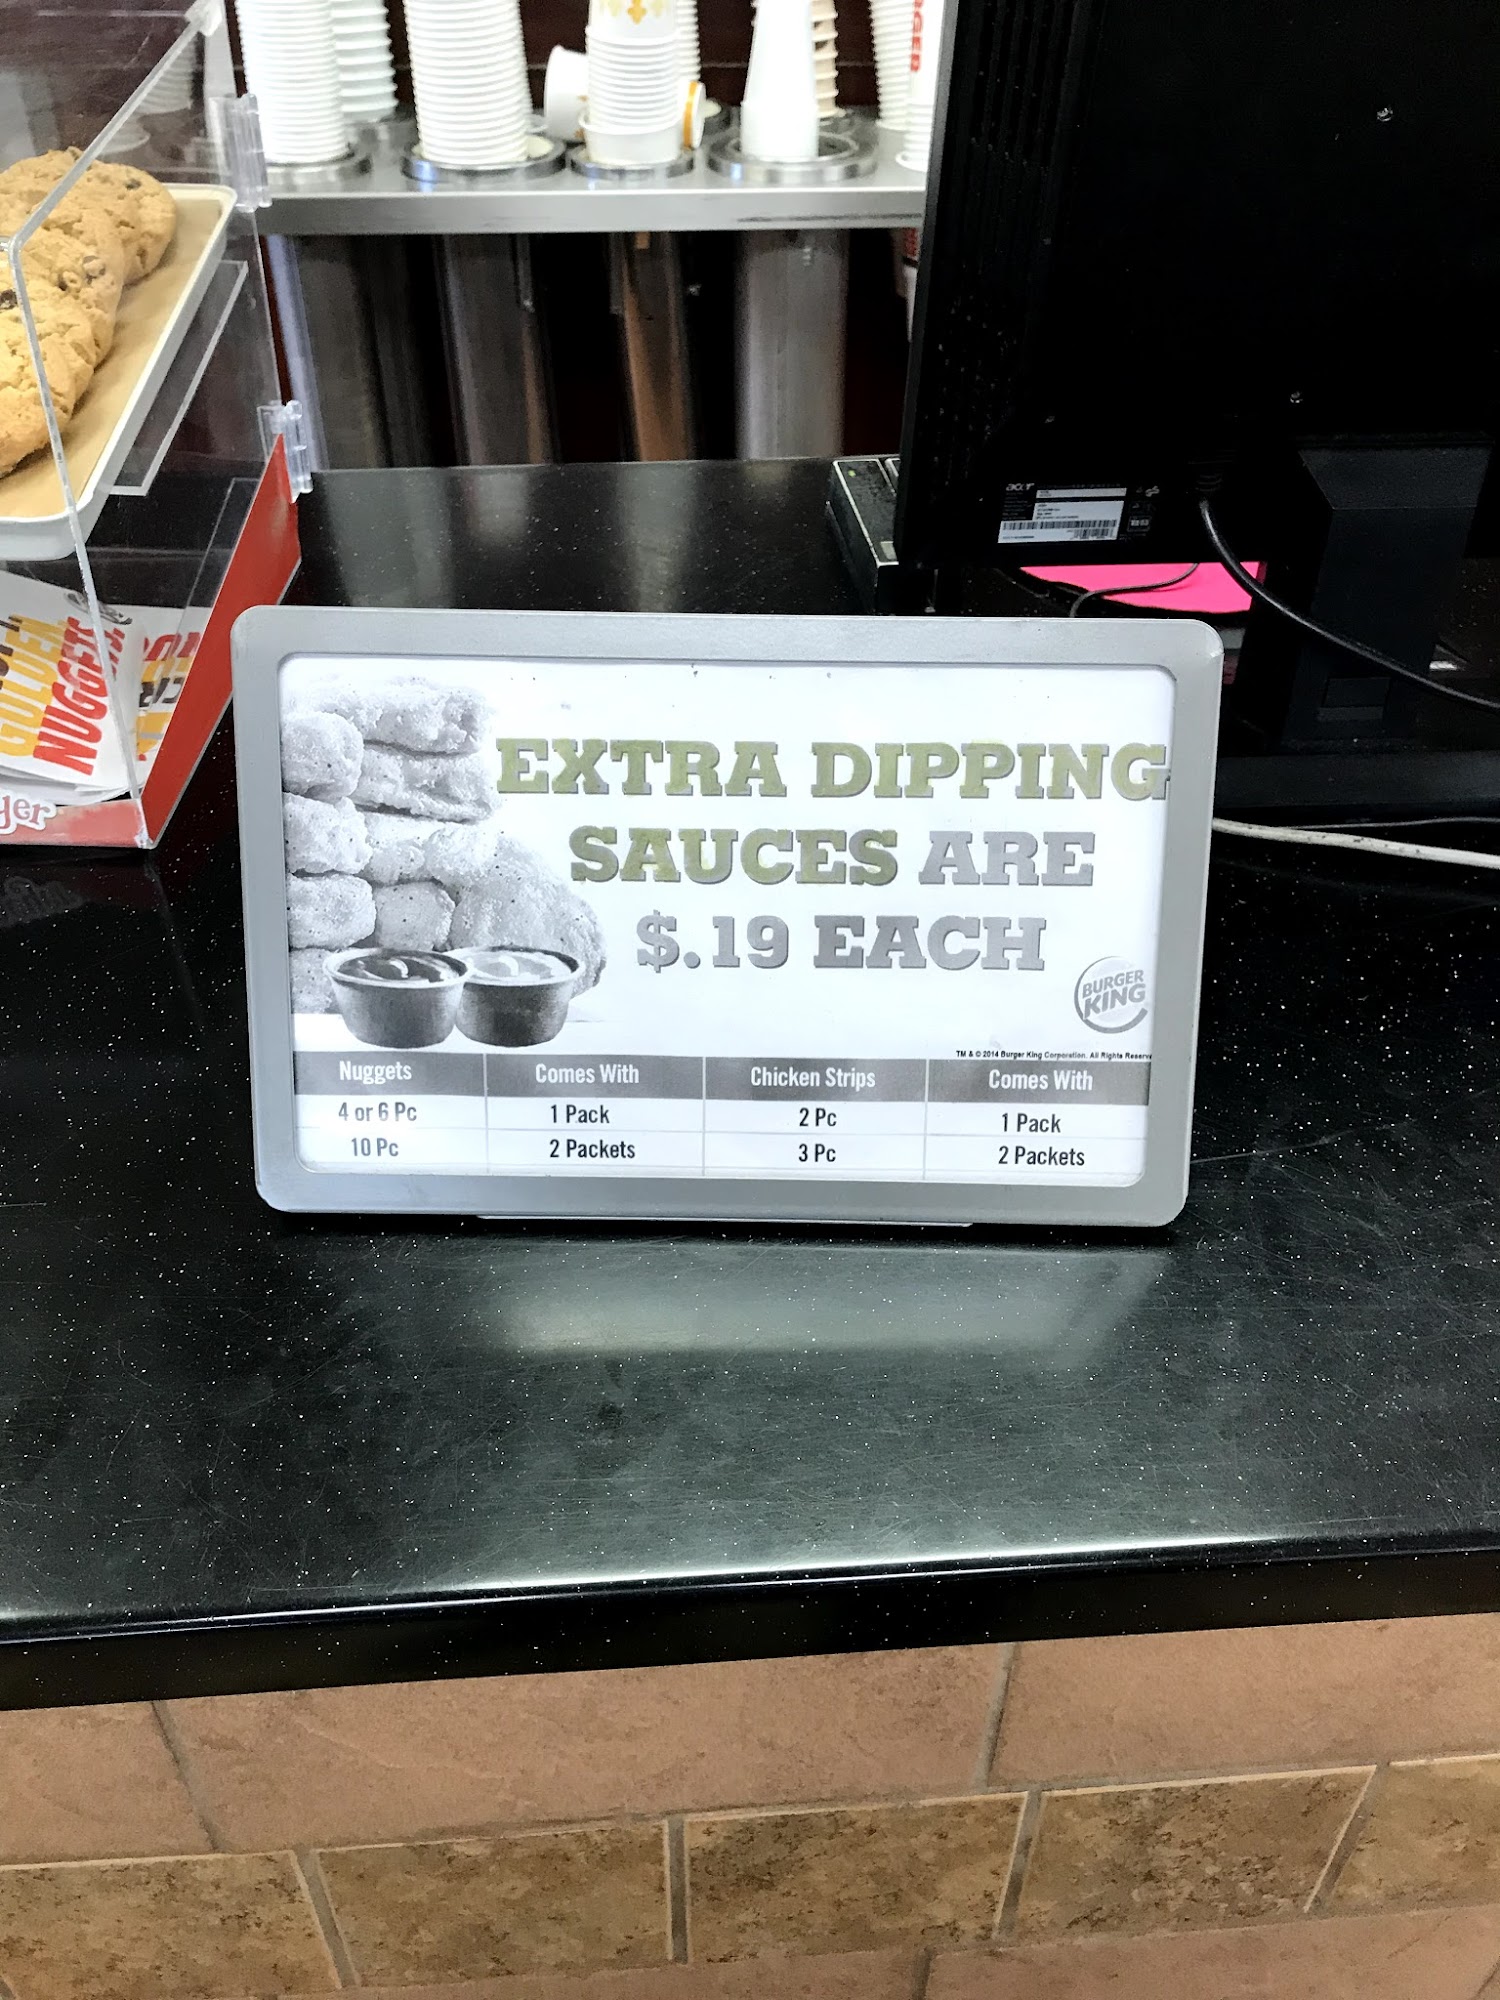 EXTRA DIPPING
SAUCES ARE
$.19 EACH
BURGER
KING
TM & © 2014 Burger King Corporation. All Rights Reserve
Nuggets Comes With Chicken Strips Comes With
4 or 6 Pc 1 Pack 2 Pc 1 Pack
10 Pc 2 Packets 3 Pc 2 Packets
acer
GOLDEN
NUGGETS